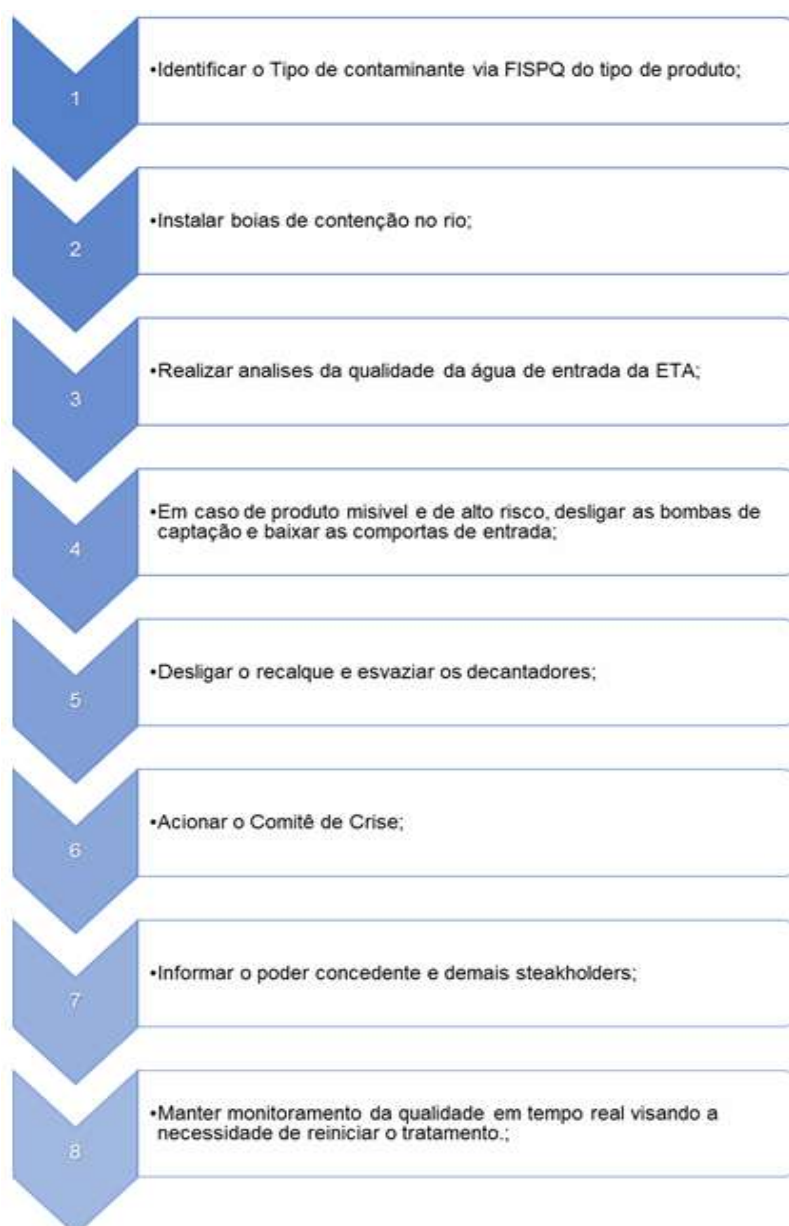 1
•Identificar o Tipo de contaminante via FISPQ do tipo de produto;
2
•Instalar boias de contenção no rio;
3
•Realizar analises da qualidade da água de entrada da ETA;
4
•Em caso de produto misivel e de alto risco, desligar as bombas de
captação e baixar as comportas de entrada;
5
•Desligar o recalque e esvaziar os decantadores;
6
•Acionar o Comitê de Crise;
7
•Informar o poder concedente e demais steakholders;
8
•Manter monitoramento da qualidade em tempo real visando a
necessidade de reiniciar o tratamento.;